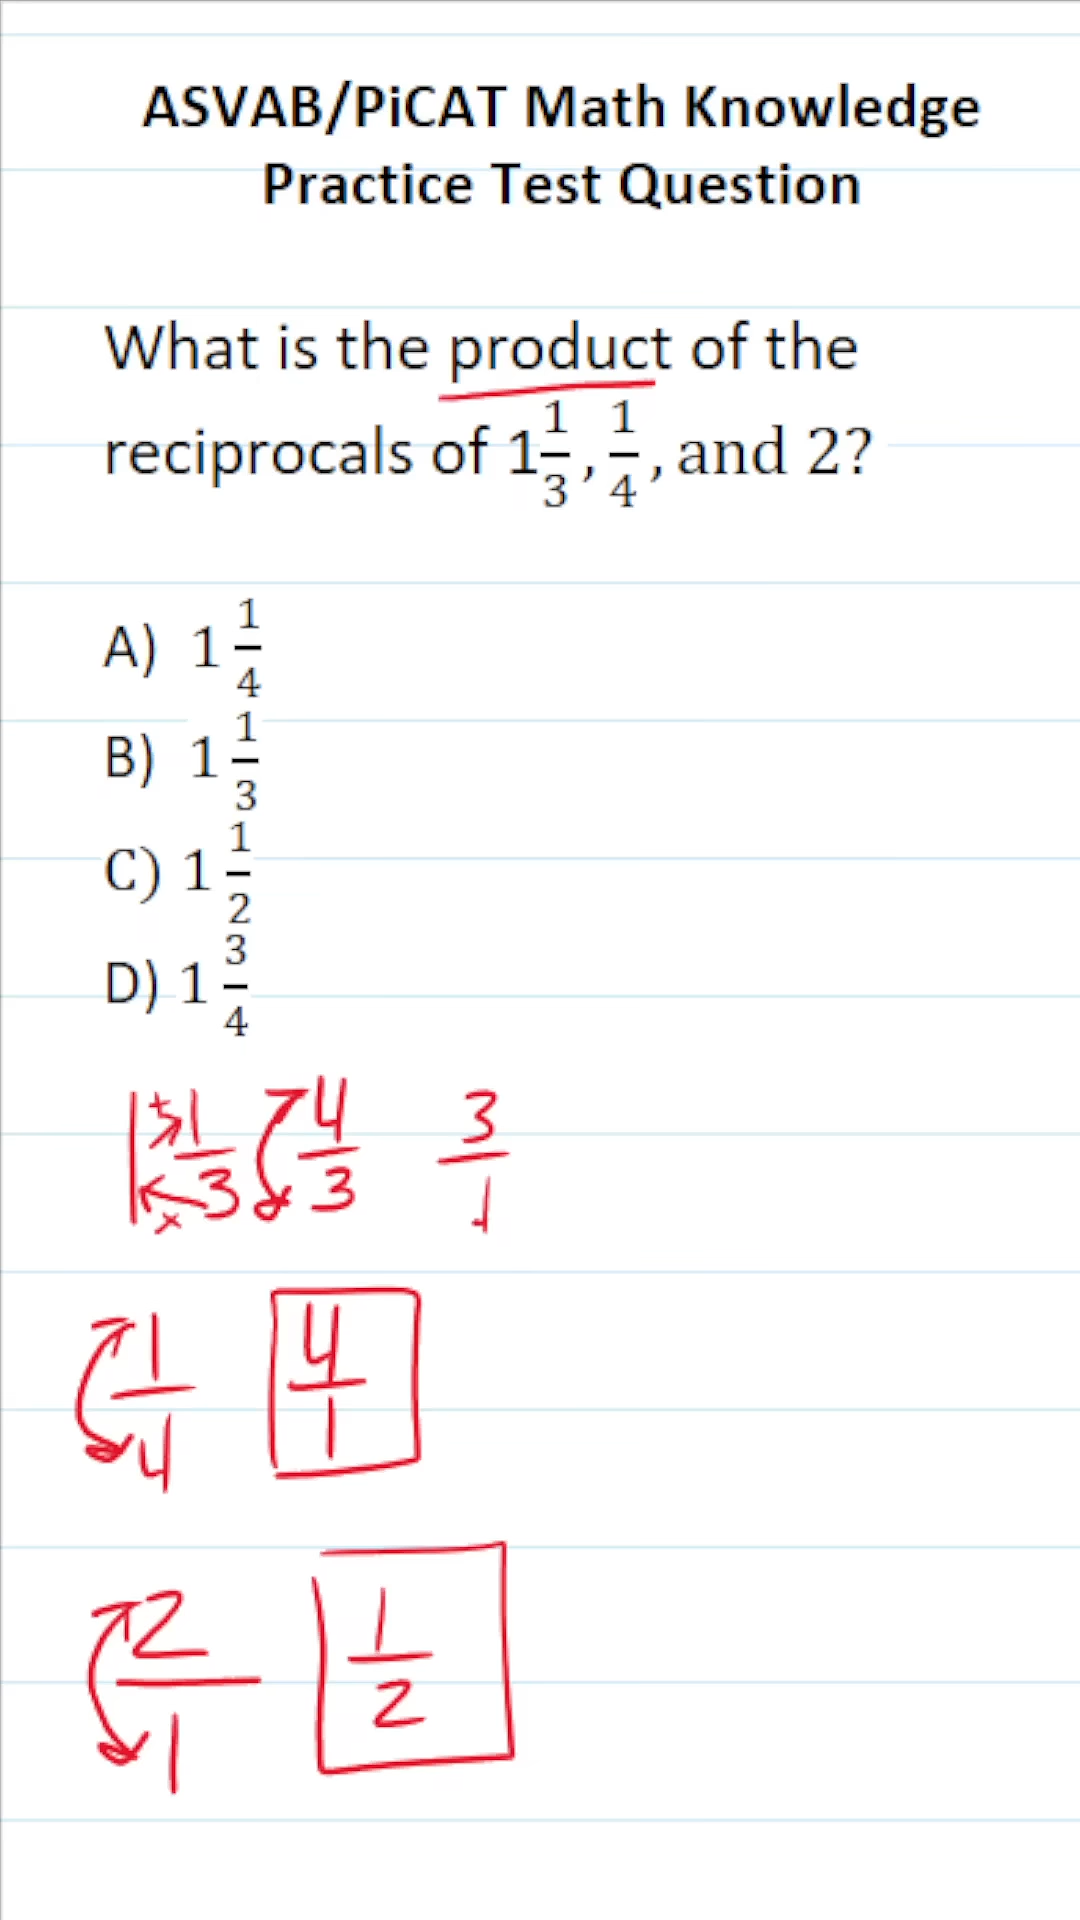 ASVAB/PiCAT Math Knowledge
Practice Test Question
What is the product of the
reciprocals of 1 1/3, 1/4, and 2?
A) 1 1/4
B) 1 1/3
C) 1 1/2
D) 1 3/4
1 + 1/3 x 4/3 3/1
1/4 4/1
2/1 1/2